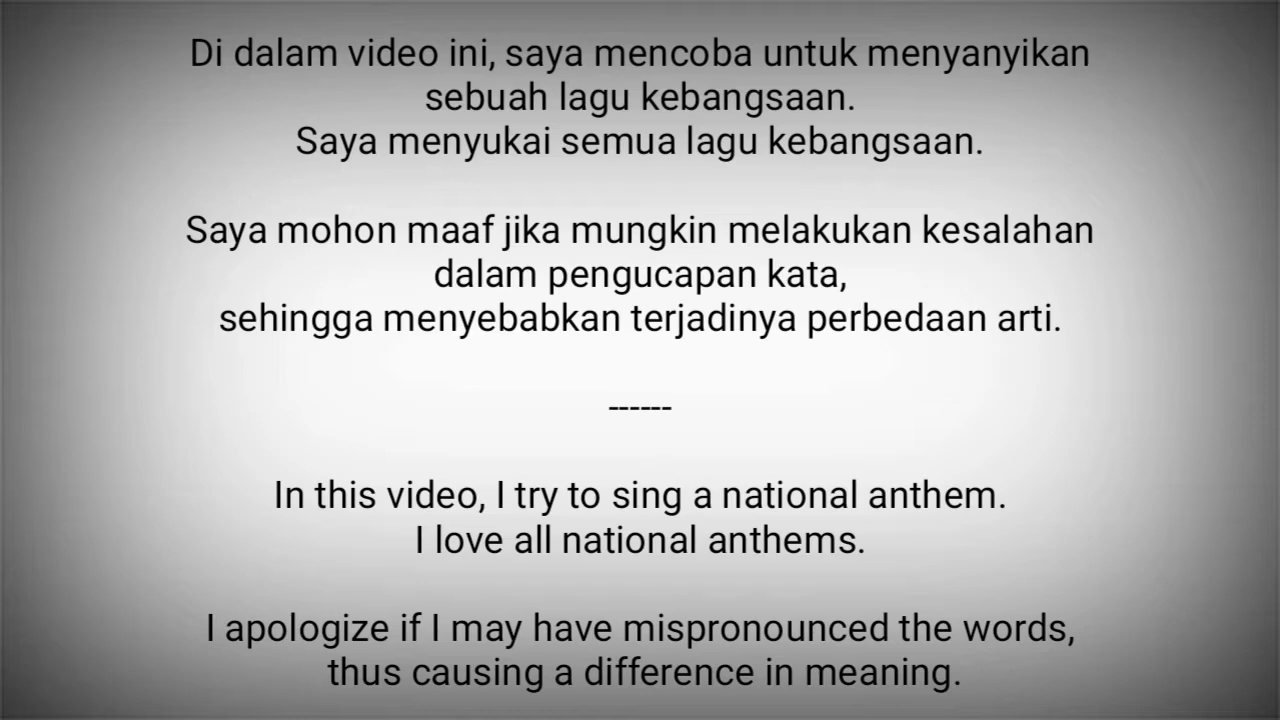 Di dalam video ini, saya mencoba untuk menyanyikan
sebuah lagu kebangsaan.
Saya menyukai semua lagu kebangsaan.
Saya mohon maaf jika mungkin melakukan kesalahan
dalam pengucapan kata,
sehingga menyebabkan terjadinya perbedaan arti.
------
In this video, I try to sing a national anthem.
I love all national anthems.
I apologize if I may have mispronounced the words,
thus causing a difference in meaning.